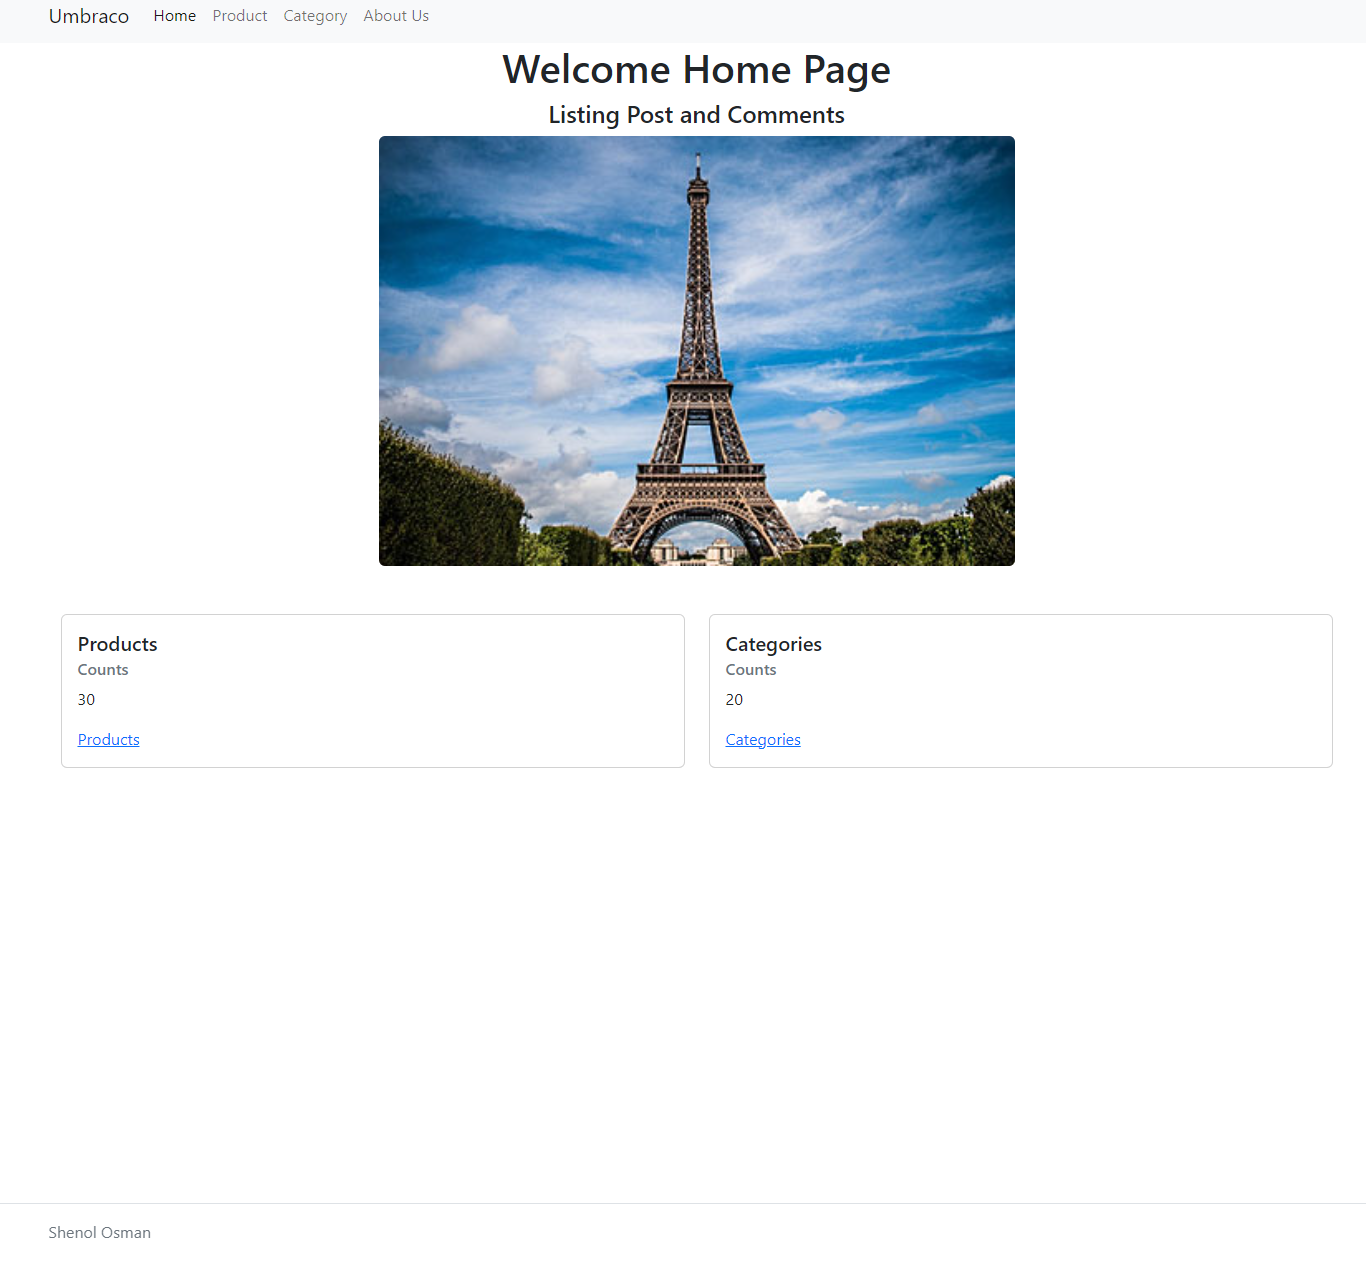 Umbraco Home Product Category About Us
Welcome Home Page
Listing Post and Comments
Products
Counts
30
Products
Categories
Counts
20
Categories
Shenol Osman